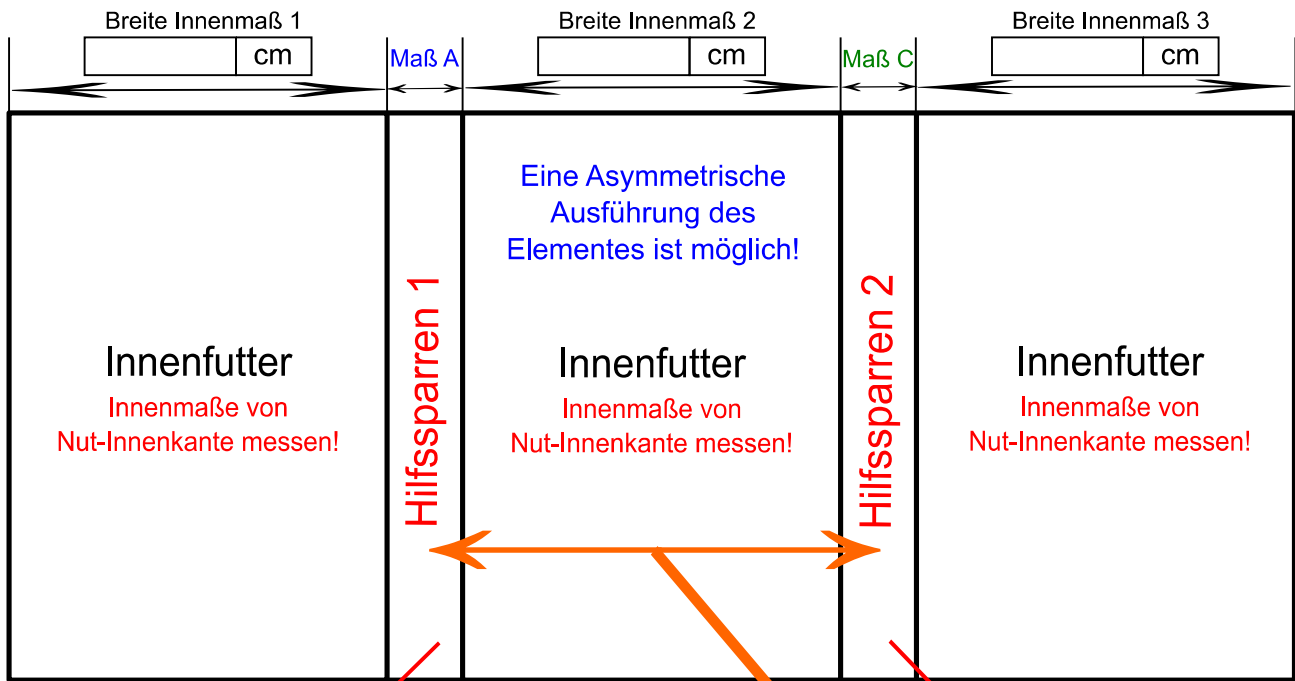 Breite Innenmaß 1
cm
Maß A
Breite Innenmaß 2
cm
Maß C
Breite Innenmaß 3
cm
Eine Asymmetrische
Ausführung des
Elementes ist möglich!
Innenfutter
Innenmaße von
Nut-Innenkante messen!
Hilfssparren 1
Innenfutter
Innenmaße von
Nut-Innenkante messen!
Hilfssparren 2
Innenfutter
Innenmaße von
Nut-Innenkante messen!